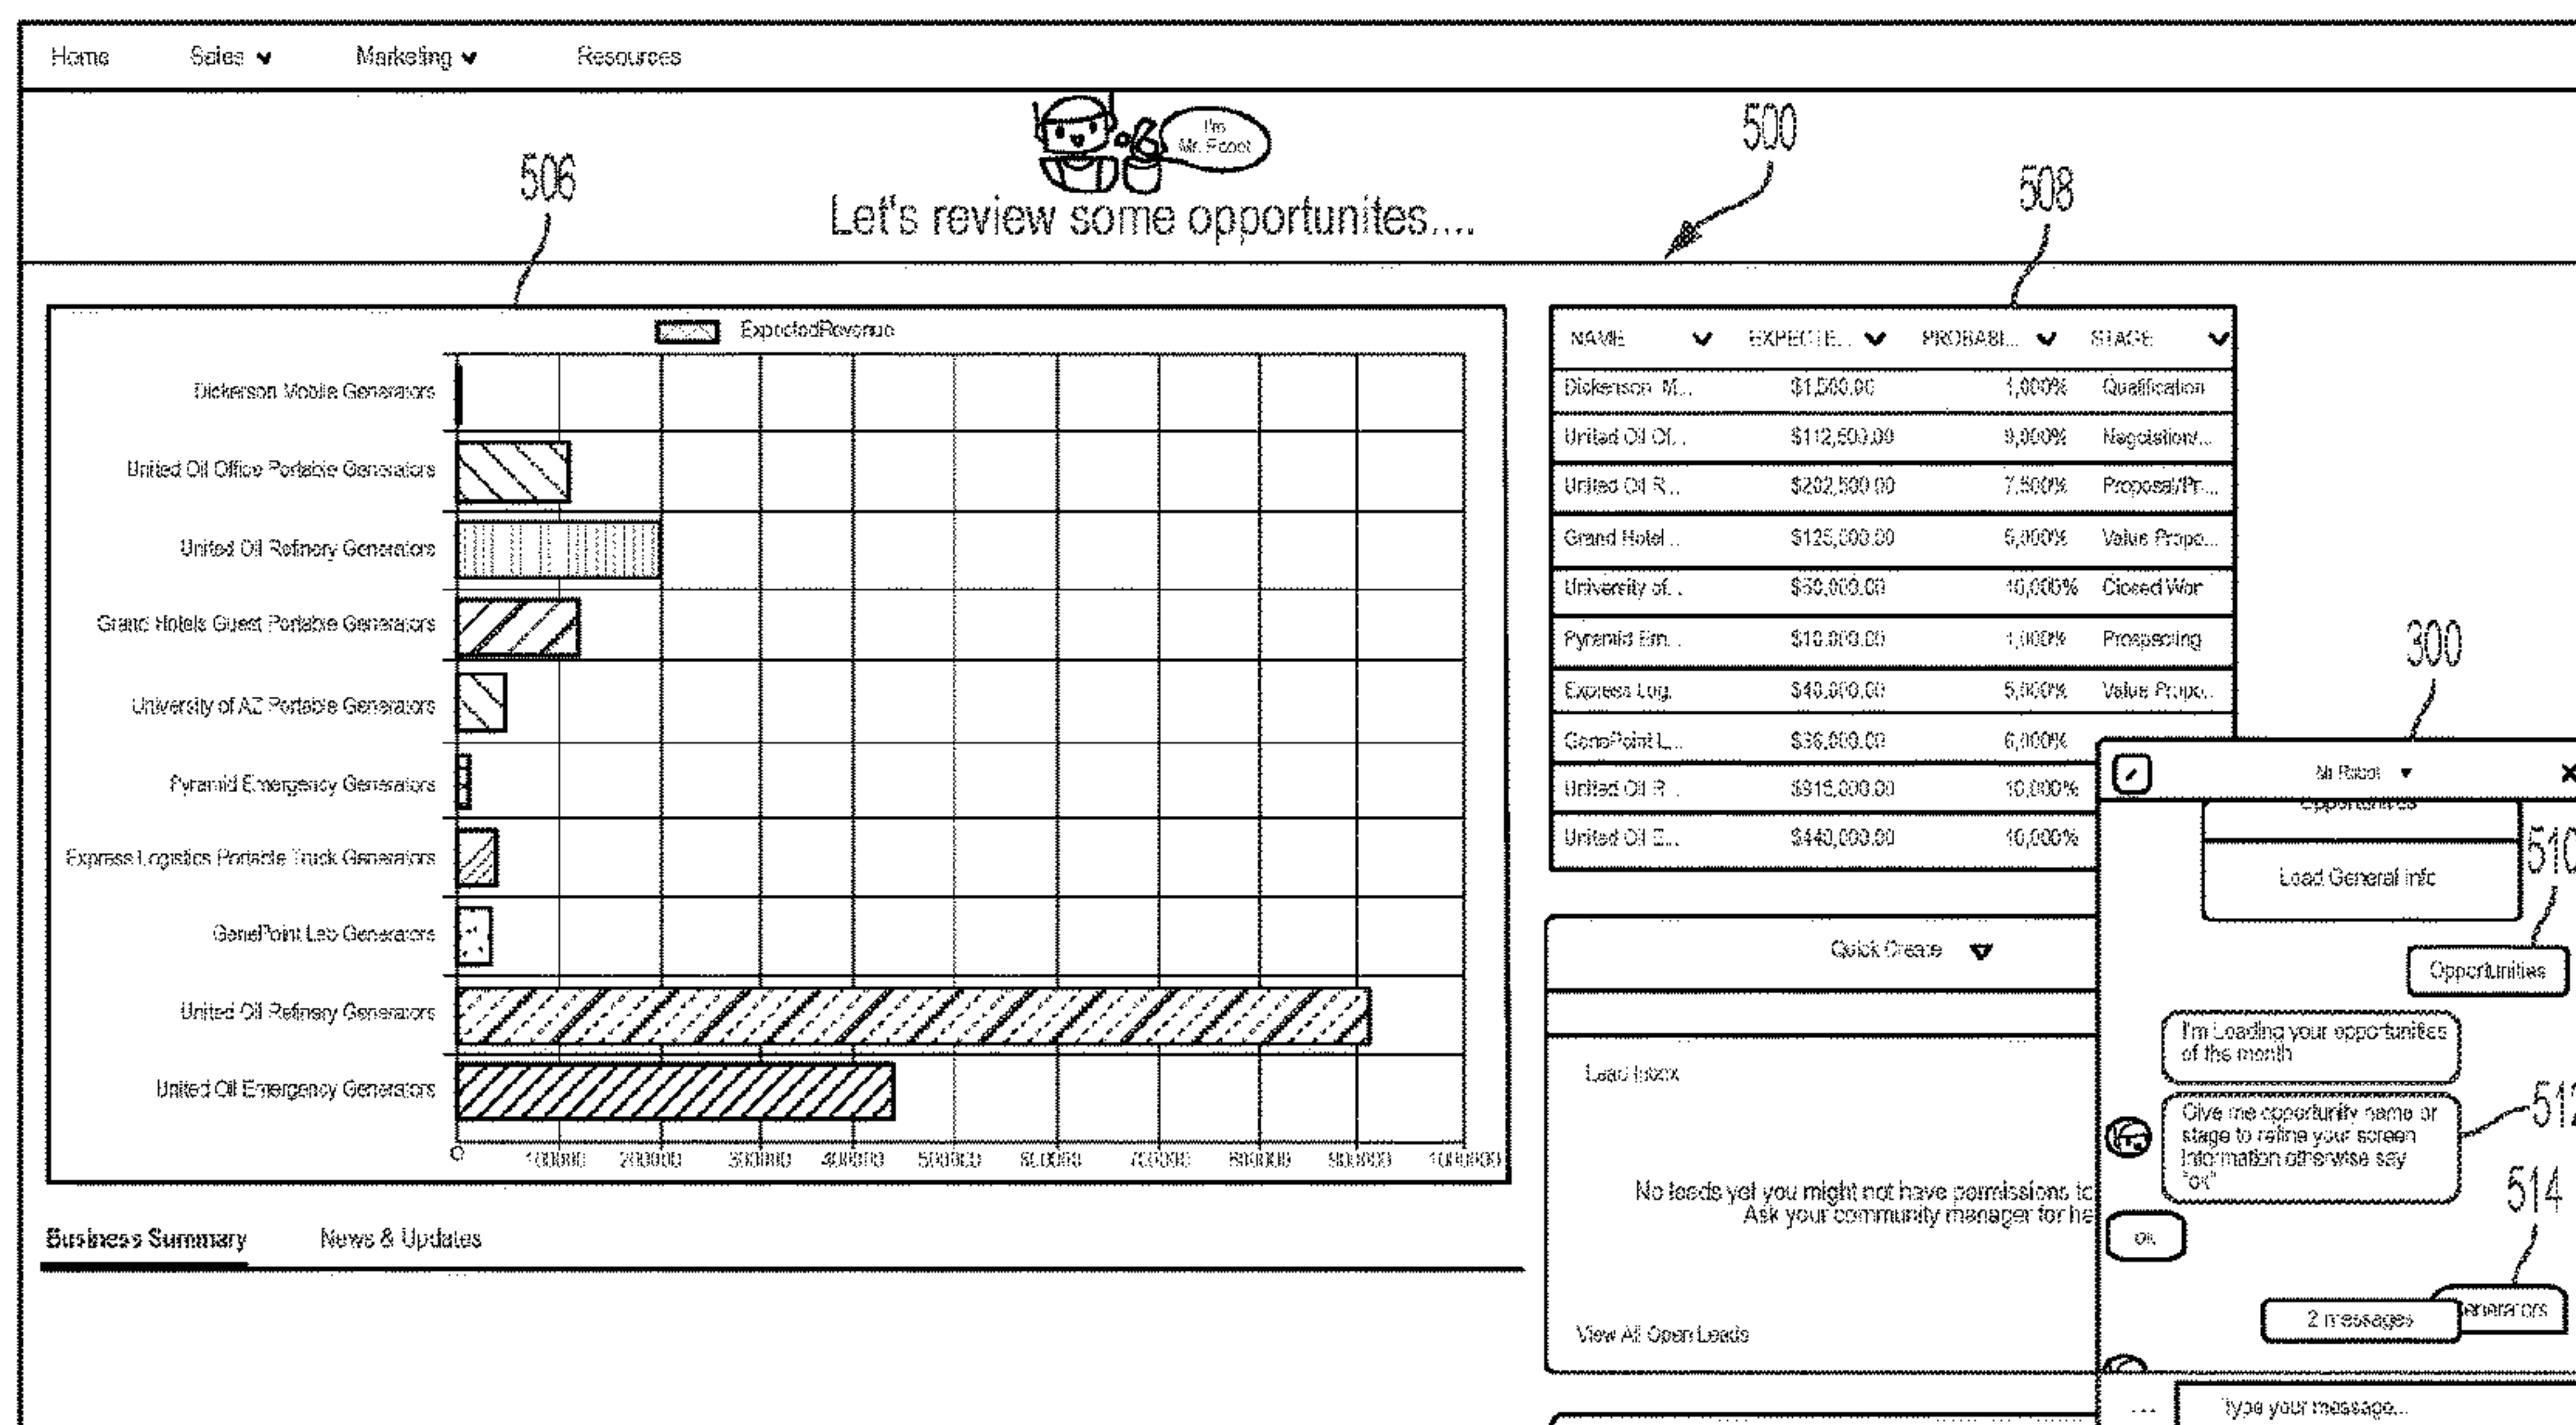 Home Sales Marketing Resources
I'm
Mr. Robot
Let's review some opportunites....
500
506
508
ExpectedRevenue
Dickerson Mobile Generators
United Oil Office Portable Generators
United Oil Refinery Generators
Grand Hotels Guest Portable Generators
University of AZ Portable Generators
Pyramid Emergency Generators
Express Logistics Portable Truck Generators
GenePoint Lab Generators
United Oil Refinery Generators
United Oil Emergency Generators
0 100000 200000 300000 400000 500000 600000 700000 800000 900000 1000000
NAME EXPECTE... PROBABI... STAGE
Dickenson M... $1,500.00 1,000% Qualification
United Oil Of... $112,500.00 9,000% Negotiation/...
United Oil R... $202,500.00 7,500% Proposal/Pr...
Grand Hotel... $125,000.00 5,000% Value Propo...
University of... $50,000.00 10,000% Closed Won
Pyramid Em... $10,000.00 1,000% Prospecting
Express Log. $40,000.00 5,000% Value Propo...
GenePoint L... $36,000.00 6,000%
United Oil R... $915,000.00 10,000%
United Oil E... $440,000.00 10,000%
Quick Create
Lead Inbox
No leads yet you might not have permissions to
Ask your community manager for he
View All Open Leads
Business Summary News & Updates
300
Mr Robot
Opportunities
Load General info
510
Opportunities
I'm Loading your opportunities
of the month
512
Give me opportunity name or
stage to refine your screen
Information otherwise say
"ok"
514
ok
2 messages
enerators
Type your message...